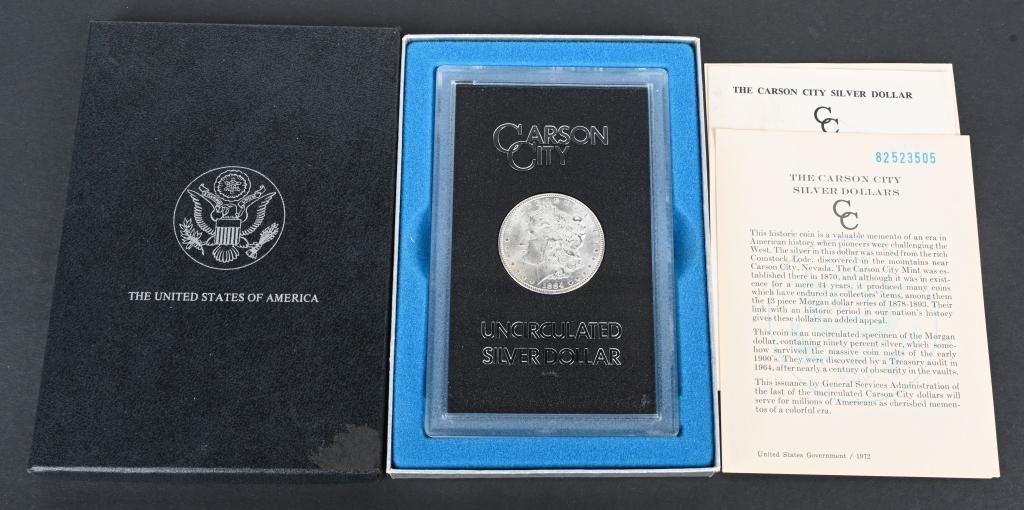 THE UNITED STATES OF AMERICA
CARSON
CITY
1884
UNCIRCULATED
SILVER DOLLAR
THE CARSON CITY SILVER DOLLAR
CC
82523505
THE CARSON CITY
SILVER DOLLARS
CC
This historic coin is a valuable memento of an era in
American history when pioneers were challenging the
West. The silver in this dollar was mined from the rich
Comstock Lode, discovered in the mountains near
Carson City, Nevada. The Carson City Mint was es-
tablished there in 1870, and although it was in exist-
ence for a mere 24 years, it produced many coins
which have endured as collectors' items, among them
the 13 piece Morgan dollar series of 1878-1893. Their
link with an historic period in our nation's history
gives these dollars an added appeal.
This coin is an uncirculated specimen of the Morgan
dollar, containing ninety percent silver, which some-
how survived the massive coin melts of the early
1900's. They were discovered by a Treasury audit in
1964, after nearly a century of obscurity in the vaults.
This issuance by General Services Administration of
the last of the uncirculated Carson City dollars will
serve for millions of Americans as cherished memen-
tos of a colorful era.
United States Government / 1972